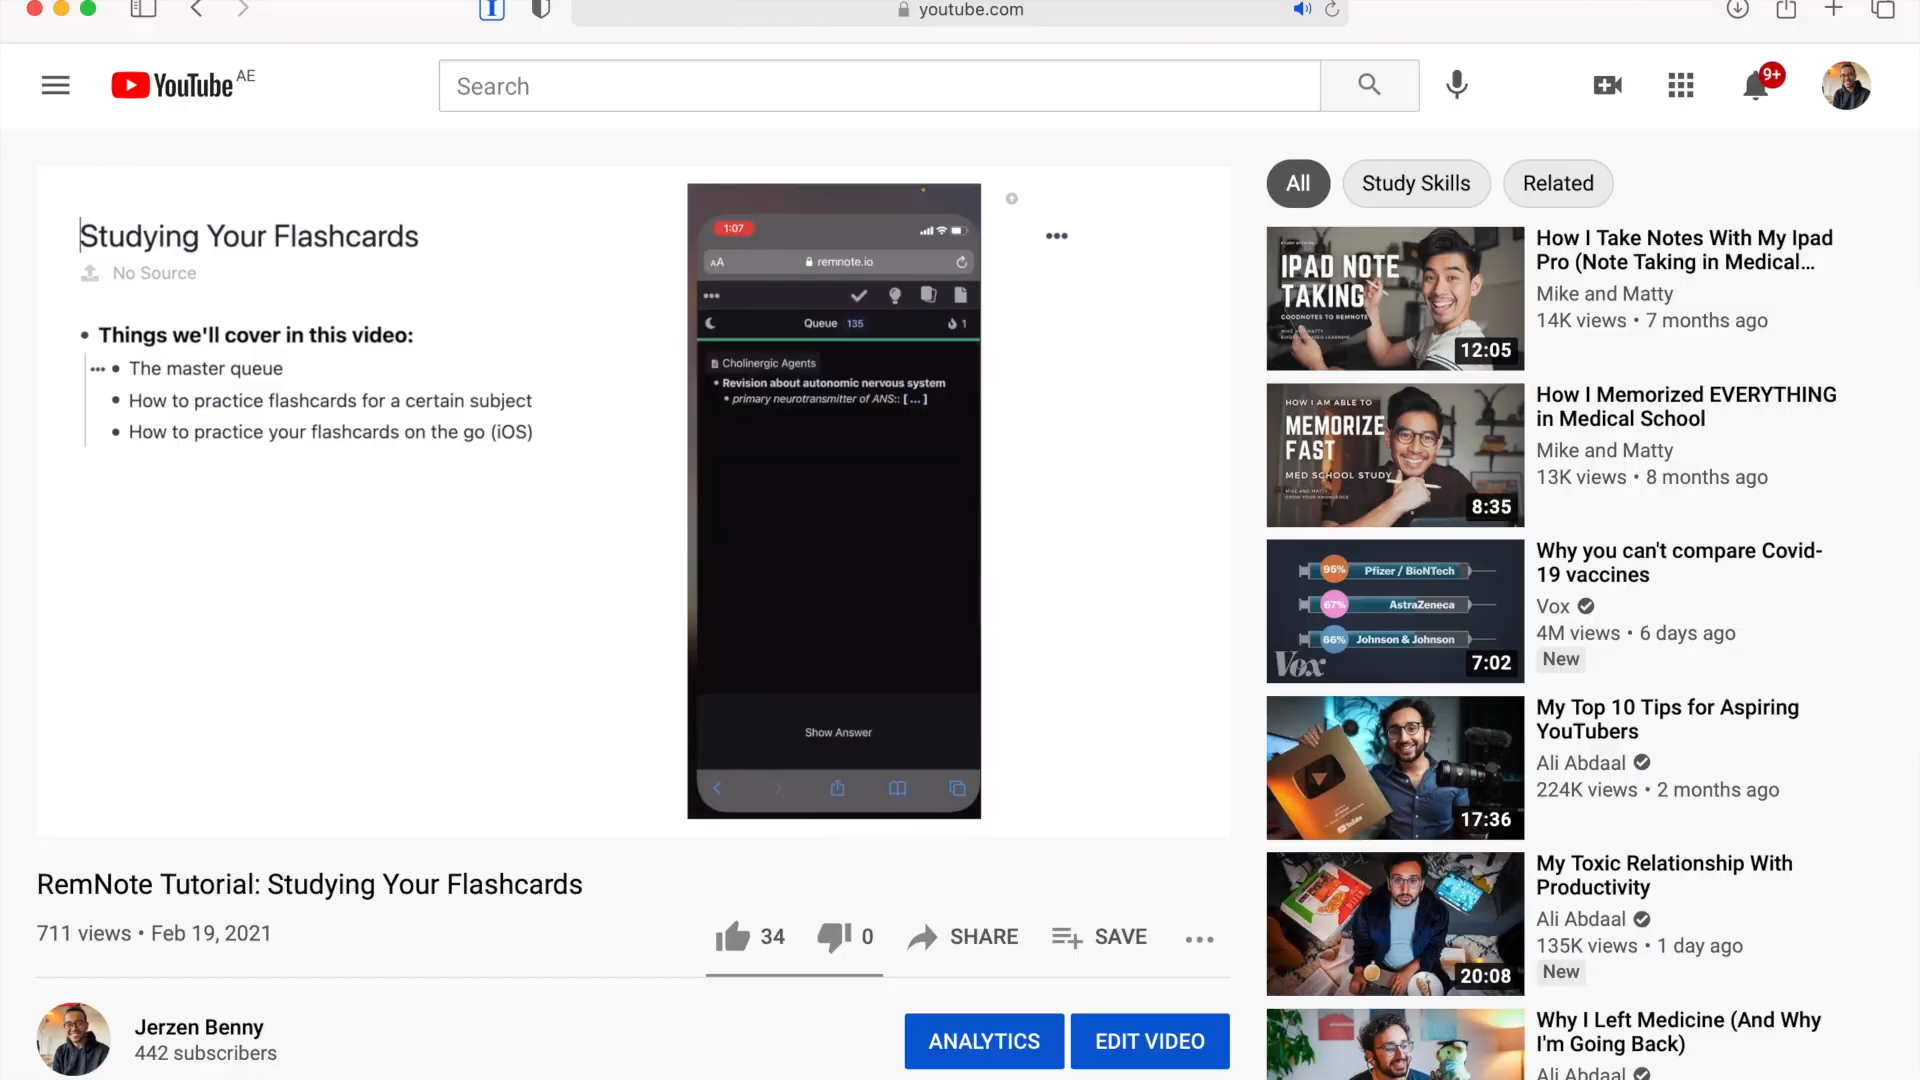 youtube.com
YouTube AE
Search
9+
Studying Your Flashcards
No Source
Things we'll cover in this video:
The master queue
How to practice flashcards for a certain subject
How to practice your flashcards on the go (iOS)
1:07
AA
remnote.io
Queue 135
1
Cholinergic Agents
Revision about autonomic nervous system
primary neurotransmitter of ANS:: [ ... ]
Show Answer
RemNote Tutorial: Studying Your Flashcards
711 views • Feb 19, 2021
34
0
SHARE
SAVE
Jerzen Benny
442 subscribers
ANALYTICS
EDIT VIDEO
All
Study Skills
Related
IPAD NOTE
TAKING
GOODNOTES TO REMNOTE
12:05
How I Take Notes With My Ipad
Pro (Note Taking in Medical...
Mike and Matty
14K views • 7 months ago
HOW I AM ABLE TO
MEMORIZE
FAST
MED SCHOOL STUDY
MIKE AND MATTY
8:35
How I Memorized EVERYTHING
in Medical School
Mike and Matty
13K views • 8 months ago
95% Pfizer / BioNTech
67% AstraZeneca
66% Johnson & Johnson
Vox
7:02
Why you can't compare Covid-
19 vaccines
Vox
4M views • 6 days ago
New
YouTube
17:36
My Top 10 Tips for Aspiring
YouTubers
Ali Abdaal
224K views • 2 months ago
20:08
My Toxic Relationship With
Productivity
Ali Abdaal
135K views • 1 day ago
New
Why I Left Medicine (And Why
I'm Going Back)
Ali Abdaal